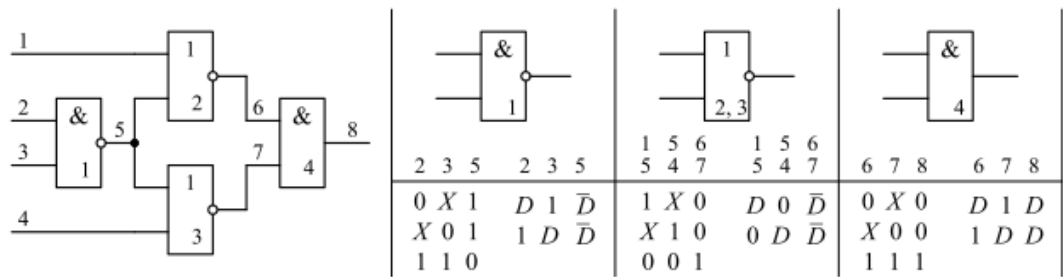 1
1
2
6
2
&
5
&
8
3
1
7
4
1
4
3
&
1
2 3 5 2 3 5
0 X 1 D 1 D̅
X 0 1 1 D D̅
1 1 0
1
2, 3
1 5 6 1 5 6
5 4 7 5 4 7
1 X 0 D 0 D̅
X 1 0 0 D D̅
0 0 1
&
4
6 7 8 6 7 8
0 X 0 D 1 D
X 0 0 1 D D
1 1 1